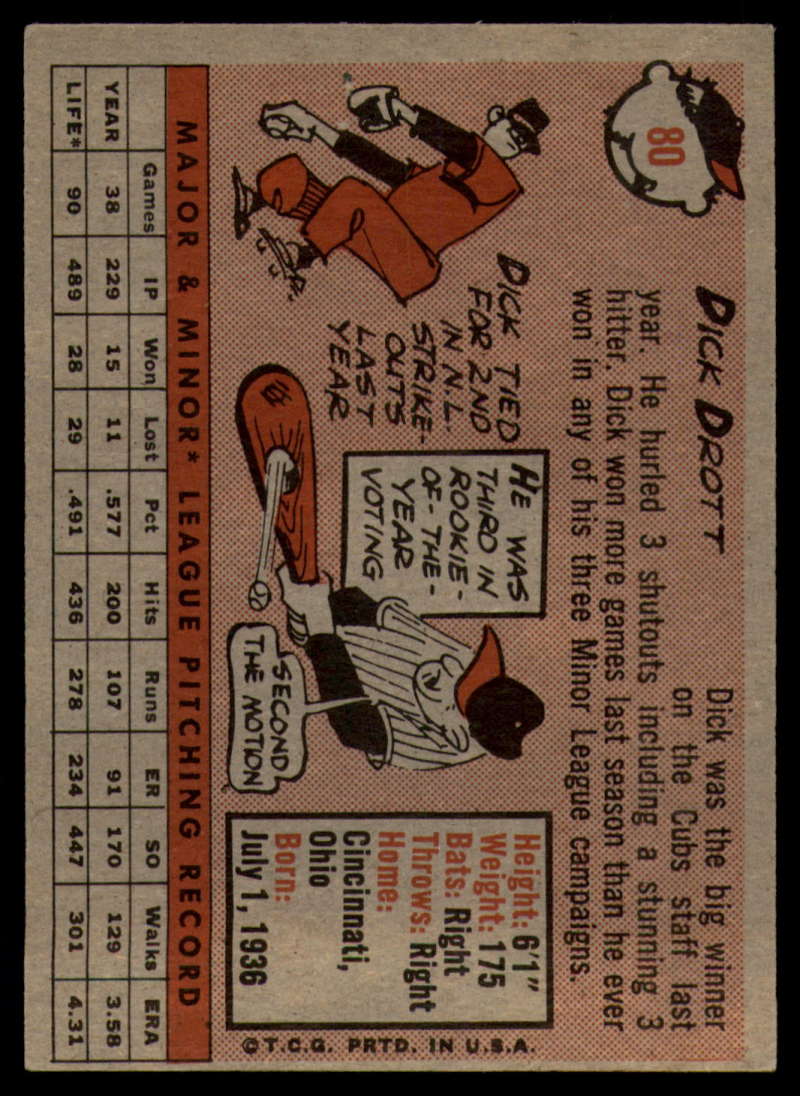 80
DICK DROTT
Dick was the big winner
on the Cubs staff last
year. He hurled 3 shutouts including a stunning 3
hitter. Dick won more games last season than he ever
won in any of his three Minor League campaigns.
DICK TIED
FOR 2ND
IN N.L.
STRIKE-
OUTS
LAST
YEAR
HE WAS
THIRD IN
ROOKIE-
OF-THE-
YEAR
VOTING
SECOND
THE MOTION
Height: 6'1"
Weight: 175
Bats: Right
Throws: Right
Home:
Cincinnati,
Ohio
Born:
July 1, 1936
©T.C.G. PRTD. IN U.S.A.
MAJOR & MINOR* LEAGUE PITCHING RECORD
Games IP Won Lost Pct Hits Runs ER SO Walks ERA
YEAR 38 229 15 11 .577 200 107 91 170 129 3.58
LIFE* 90 489 28 29 .491 436 278 234 447 301 4.31